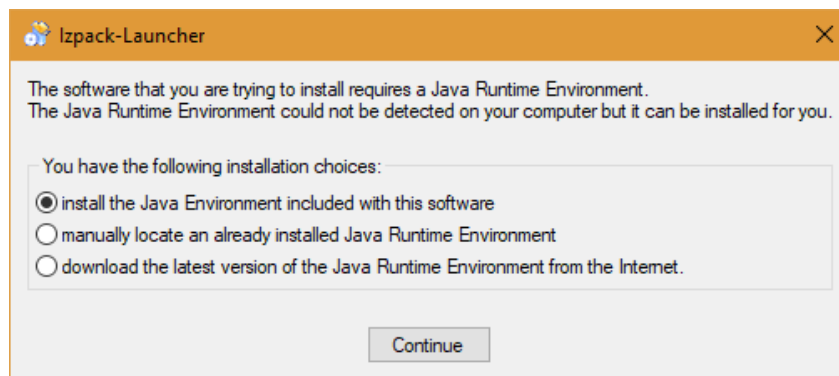 Izpack-Launcher
The software that you are trying to install requires a Java Runtime Environment.
The Java Runtime Environment could not be detected on your computer but it can be installed for you.
You have the following installation choices:
install the Java Environment included with this software
manually locate an already installed Java Runtime Environment
download the latest version of the Java Runtime Environment from the Internet.
Continue